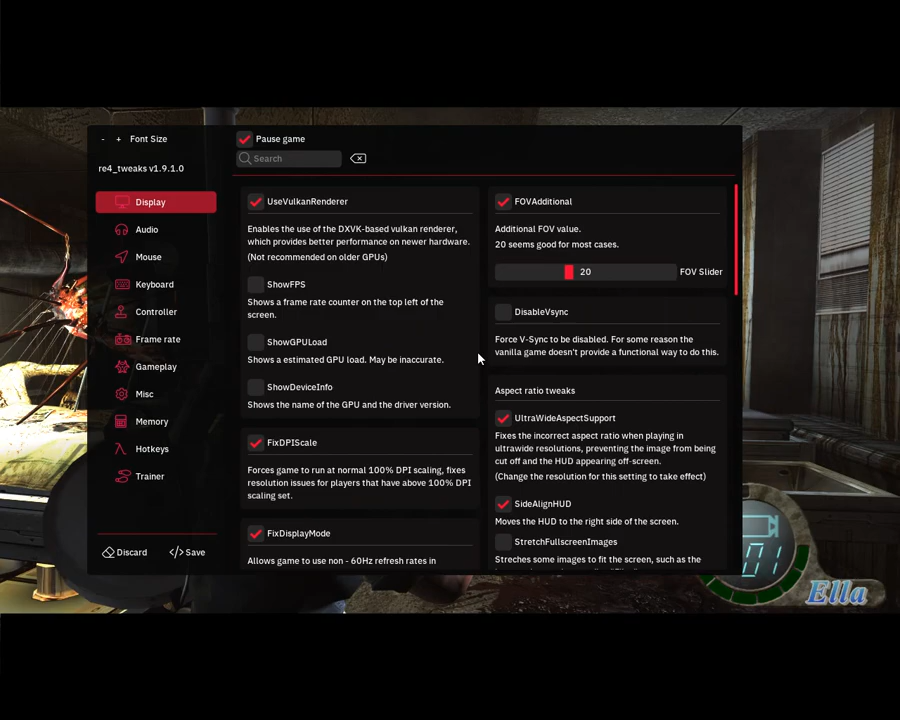 - + Font Size
re4_tweaks v1.9.1.0
Display
Audio
Mouse
Keyboard
Controller
Frame rate
Gameplay
Misc
Memory
Hotkeys
Trainer
Discard
Save
Pause game
Search
UseVulkanRenderer
Enables the use of the DXVK-based vulkan renderer,
which provides better performance on newer hardware.
(Not recommended on older GPUs)
ShowFPS
Shows a frame rate counter on the top left of the
screen.
ShowGPULoad
Shows a estimated GPU load. May be inaccurate.
ShowDeviceInfo
Shows the name of the GPU and the driver version.
FixDPIScale
Forces game to run at normal 100% DPI scaling, fixes
resolution issues for players that have above 100% DPI
scaling set.
FixDisplayMode
Allows game to use non - 60Hz refresh rates in
FOVAdditional
Additional FOV value.
20 seems good for most cases.
20 FOV Slider
DisableVsync
Force V-Sync to be disabled. For some reason the
vanilla game doesn't provide a functional way to do this.
Aspect ratio tweaks
UltraWideAspectSupport
Fixes the incorrect aspect ratio when playing in
ultrawide resolutions, preventing the image from being
cut off and the HUD appearing off-screen.
(Change the resolution for this setting to take effect)
SideAlignHUD
Moves the HUD to the right side of the screen.
StretchFullscreenImages
Streches some images to fit the screen, such as the
01
Ella